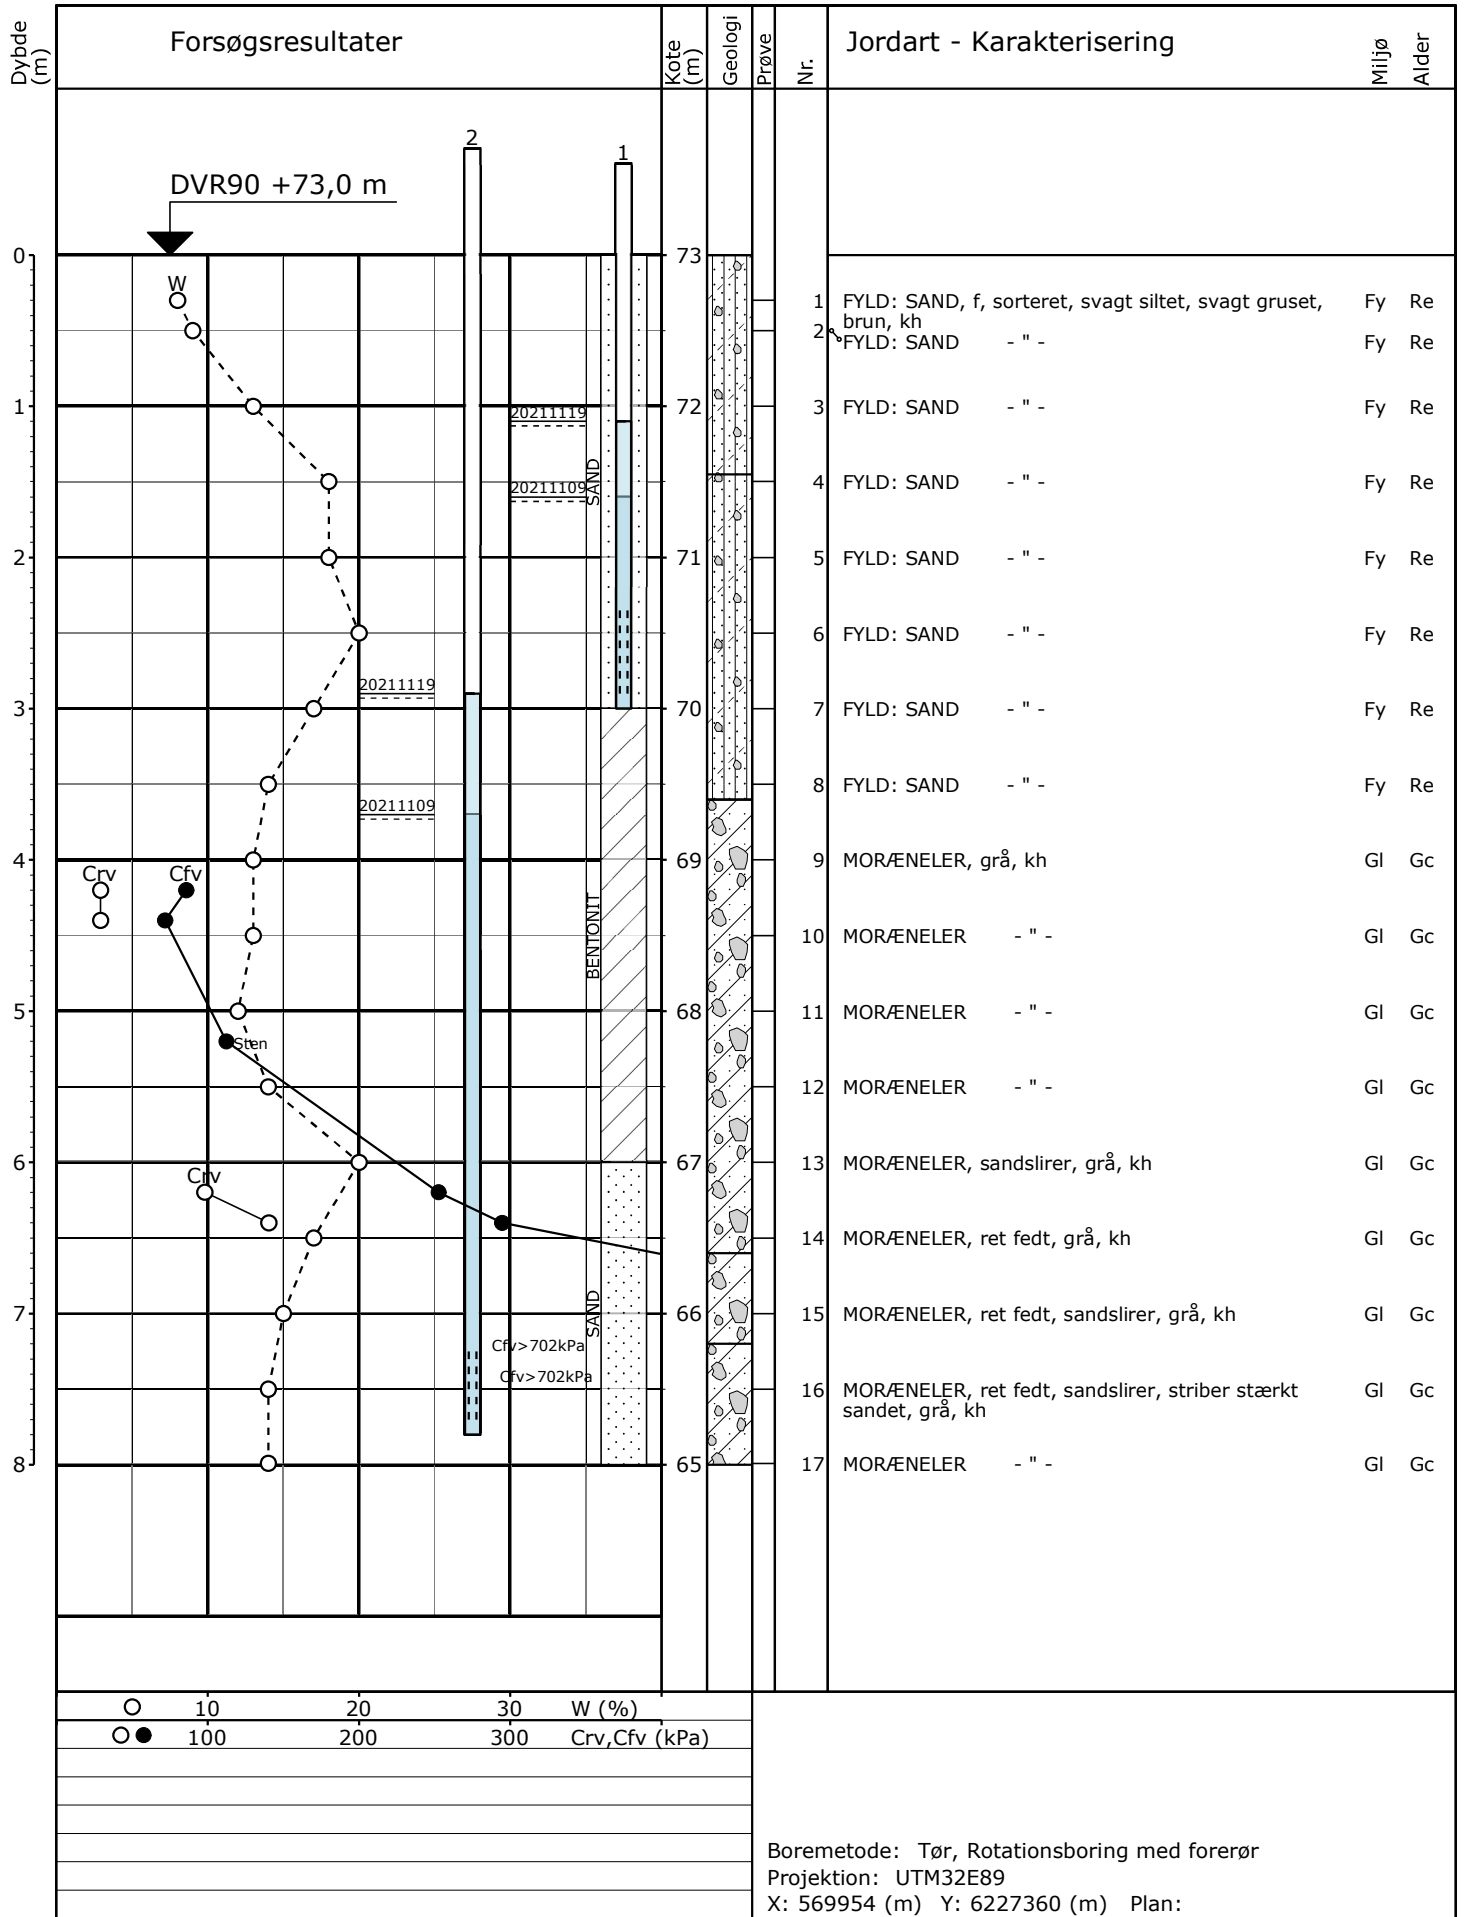 Dybde (m)
Forsøgsresultater
Kote (m)
Geologi
Prøve
Nr.
Jordart - Karakterisering
Miljø
Alder
2
1
DVR90 +73,0 m
0
73
W
1 FYLD: SAND, f, sorteret, svagt siltet, svagt gruset, Fy Re
brun, kh
2 FYLD: SAND - " - Fy Re
1
20211119
72
3 FYLD: SAND - " - Fy Re
SAND
20211109
4 FYLD: SAND - " - Fy Re
2
71
5 FYLD: SAND - " - Fy Re
6 FYLD: SAND - " - Fy Re
20211119
3
70
7 FYLD: SAND - " - Fy Re
8 FYLD: SAND - " - Fy Re
20211109
4
69
9 MORÆNELER, grå, kh Gl Gc
Crv
Cfv
BENTONIT
10 MORÆNELER - " - Gl Gc
5
68
11 MORÆNELER - " - Gl Gc
Sten
12 MORÆNELER - " - Gl Gc
6
67
13 MORÆNELER, sandslirer, grå, kh Gl Gc
Crv
14 MORÆNELER, ret fedt, grå, kh Gl Gc
7
SAND
66
15 MORÆNELER, ret fedt, sandslirer, grå, kh Gl Gc
Cfv>702kPa
Cfv>702kPa
16 MORÆNELER, ret fedt, sandslirer, striber stærkt Gl Gc
sandet, grå, kh
8
65
17 MORÆNELER - " - Gl Gc
10 20 30 W (%)
100 200 300 Crv,Cfv (kPa)
Boremetode: Tør, Rotationsboring med forerør
Projektion: UTM32E89
X: 569954 (m) Y: 6227360 (m) Plan: